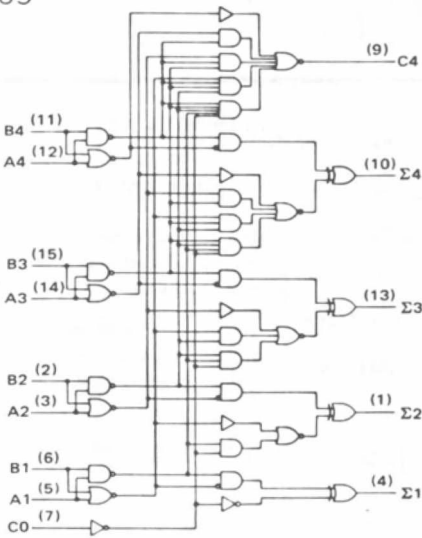 (9) C4
B4 (11)
A4 (12)
(10) Σ4
B3 (15)
A3 (14)
(13) Σ3
B2 (2)
A2 (3)
(1) Σ2
B1 (6)
A1 (5)
(4) Σ1
C0 (7)